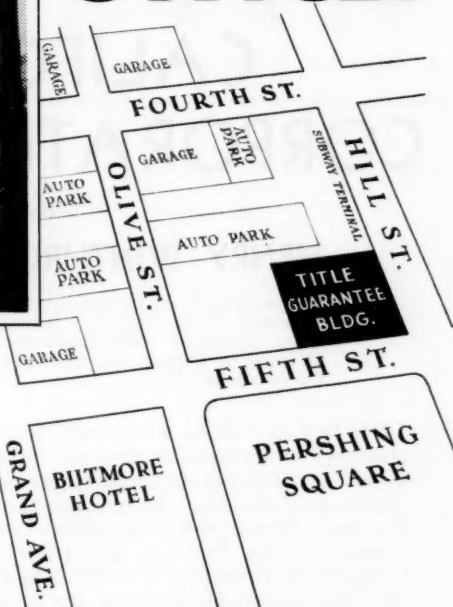 GARAGE
GARAGE
FOURTH ST.
GARAGE
AUTO
PARK
SUBWAY TERMINAL
HILL ST.
OLIVE ST.
AUTO
PARK
AUTO PARK
AUTO
PARK
TITLE
GUARANTEE
BLDG.
GARAGE
FIFTH ST.
GRAND AVE.
BILTMORE
HOTEL
PERSHING
SQUARE